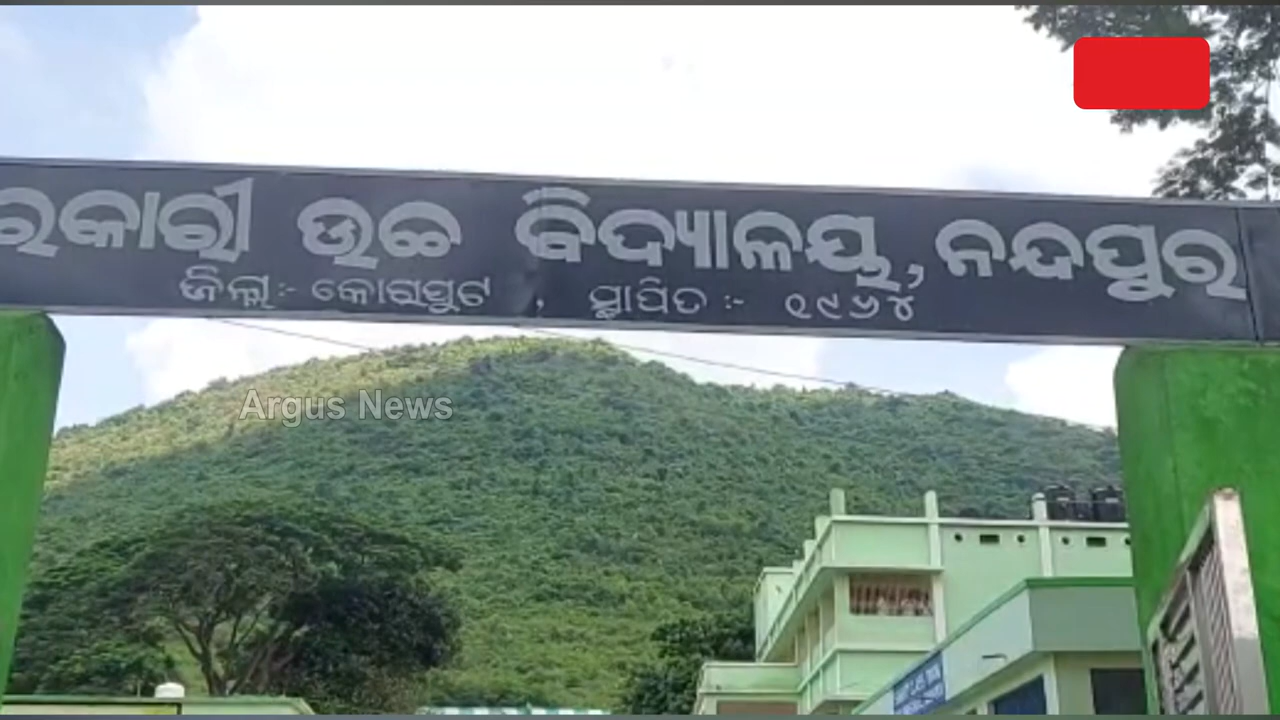 ରକାରୀ ଉଚ୍ଚ ବିଦ୍ୟାଳୟ, ନନ୍ଦପୁର
ଜିଲ୍ଲା :- କୋରାପୁଟ , ସ୍ଥାପିତ :- ୧୯୬୪
Argus News